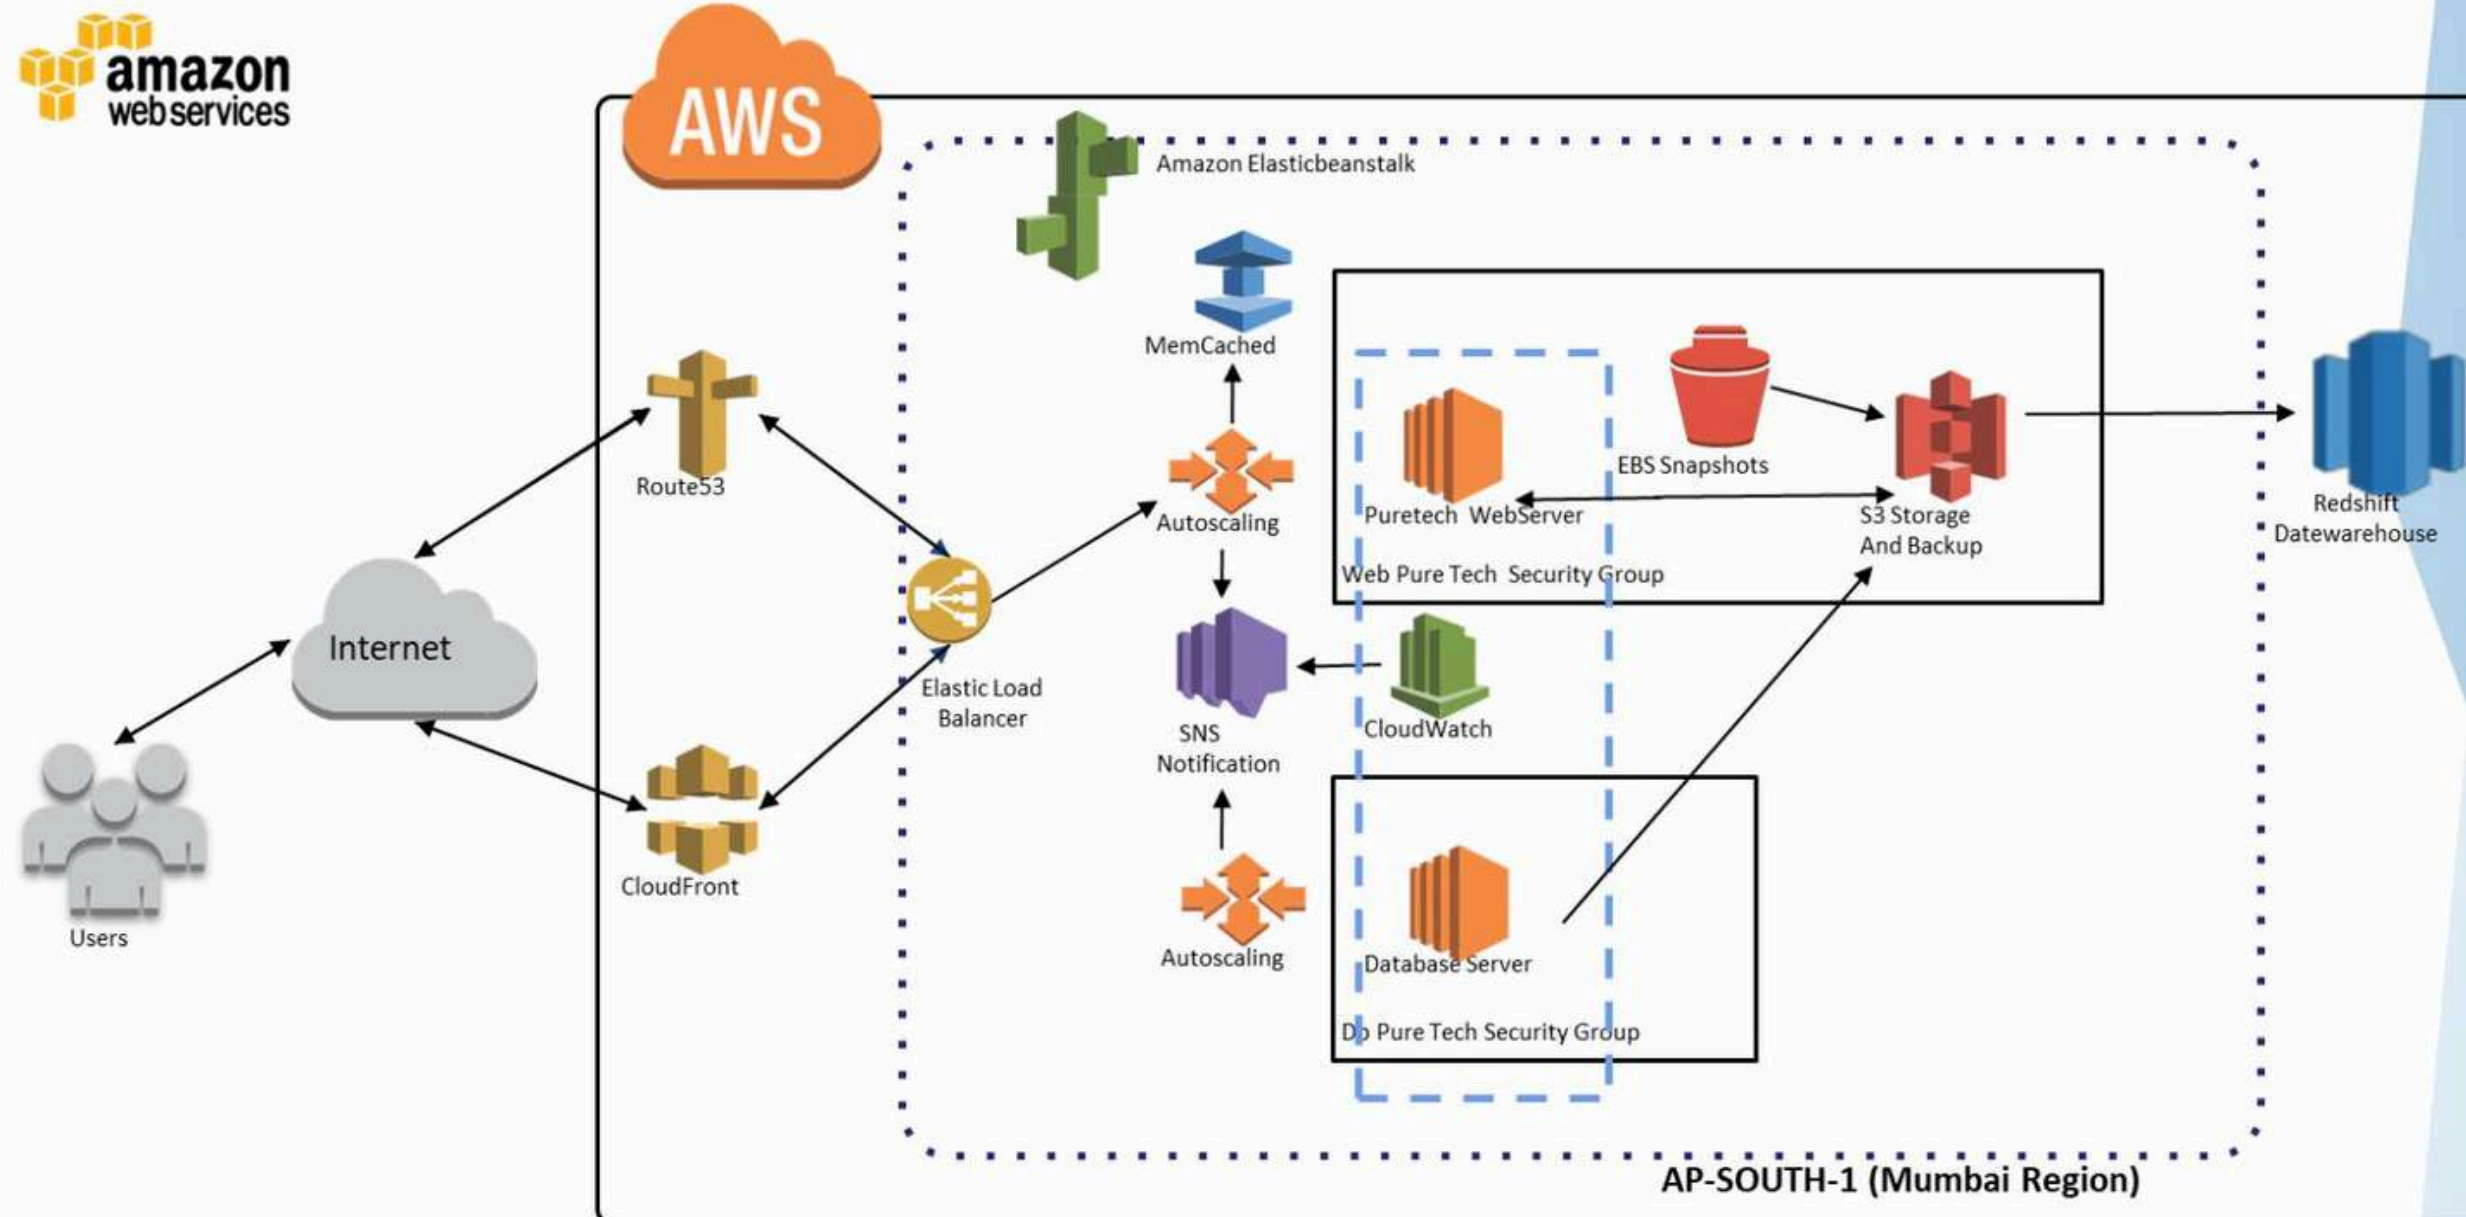 amazon
webservices
AWS
Amazon Elasticbeanstalk
MemCached
Route53
Autoscaling
EBS Snapshots
Puretech WebServer
S3 Storage
And Backup
Web Pure Tech Security Group
Redshift
Datewarehouse
Internet
Elastic Load
Balancer
SNS
Notification
CloudWatch
CloudFront
Users
Autoscaling
Database Server
Db Pure Tech Security Group
AP-SOUTH-1 (Mumbai Region)